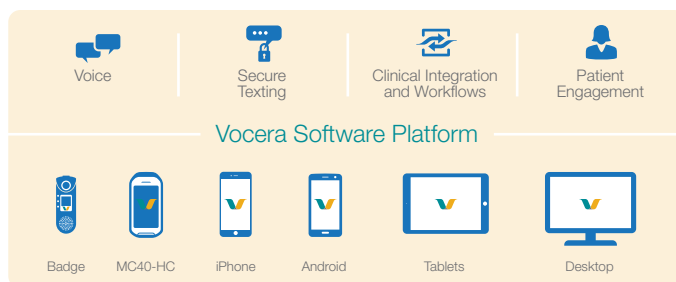 Voice
Secure
Texting
Clinical Integration
and Workflows
Patient
Engagement
Vocera Software Platform
Badge
MC40-HC
iPhone
Android
Tablets
Desktop